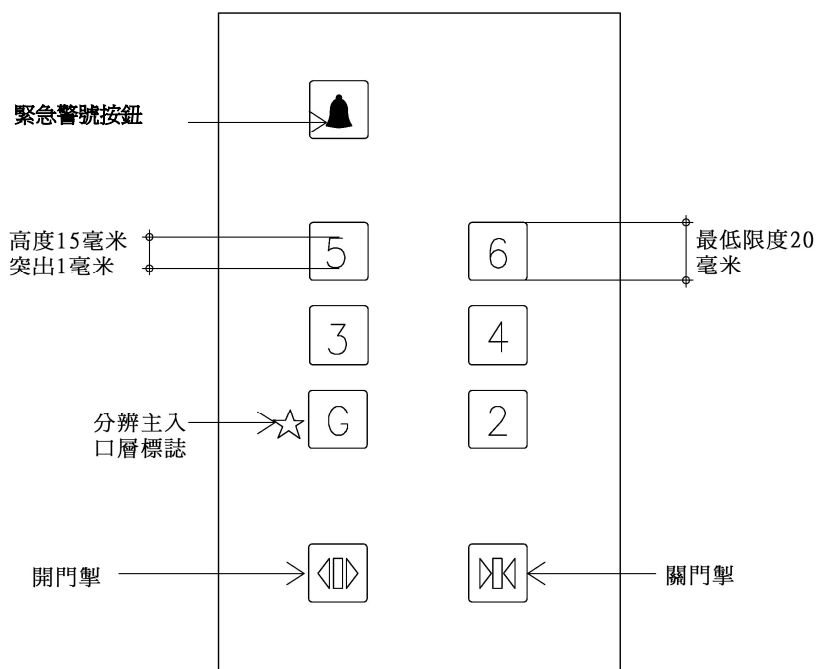 緊急警號按鈕
高度15毫米
突出1毫米
5
6
最低限度20
毫米
3
4
分辨主入
口層標誌
G
2
開門掣
關門掣